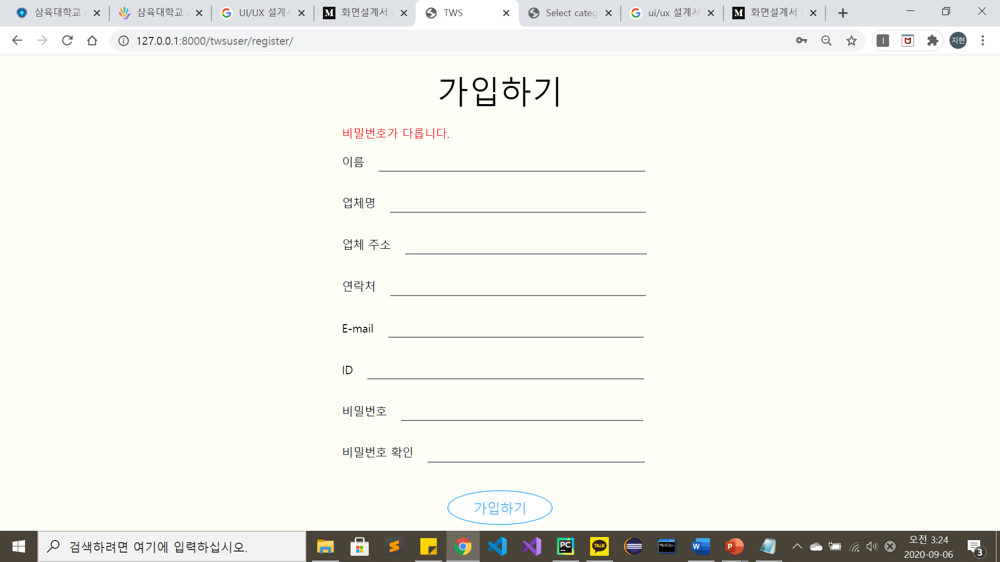 삼육대학교
삼육대학교
UI/UX 설계서
화면설계서
TWS
Select categ
ui/ux 설계서
화면설계서
127.0.0.1:8000/twsuser/register/
지현
가입하기
비밀번호가 다릅니다.
이름
업체명
업체 주소
연락처
E-mail
ID
비밀번호
비밀번호 확인
가입하기
검색하려면 여기에 입력하십시오.
PC
TALK
MySQL
W
P
오전 3:24
2020-09-06
3